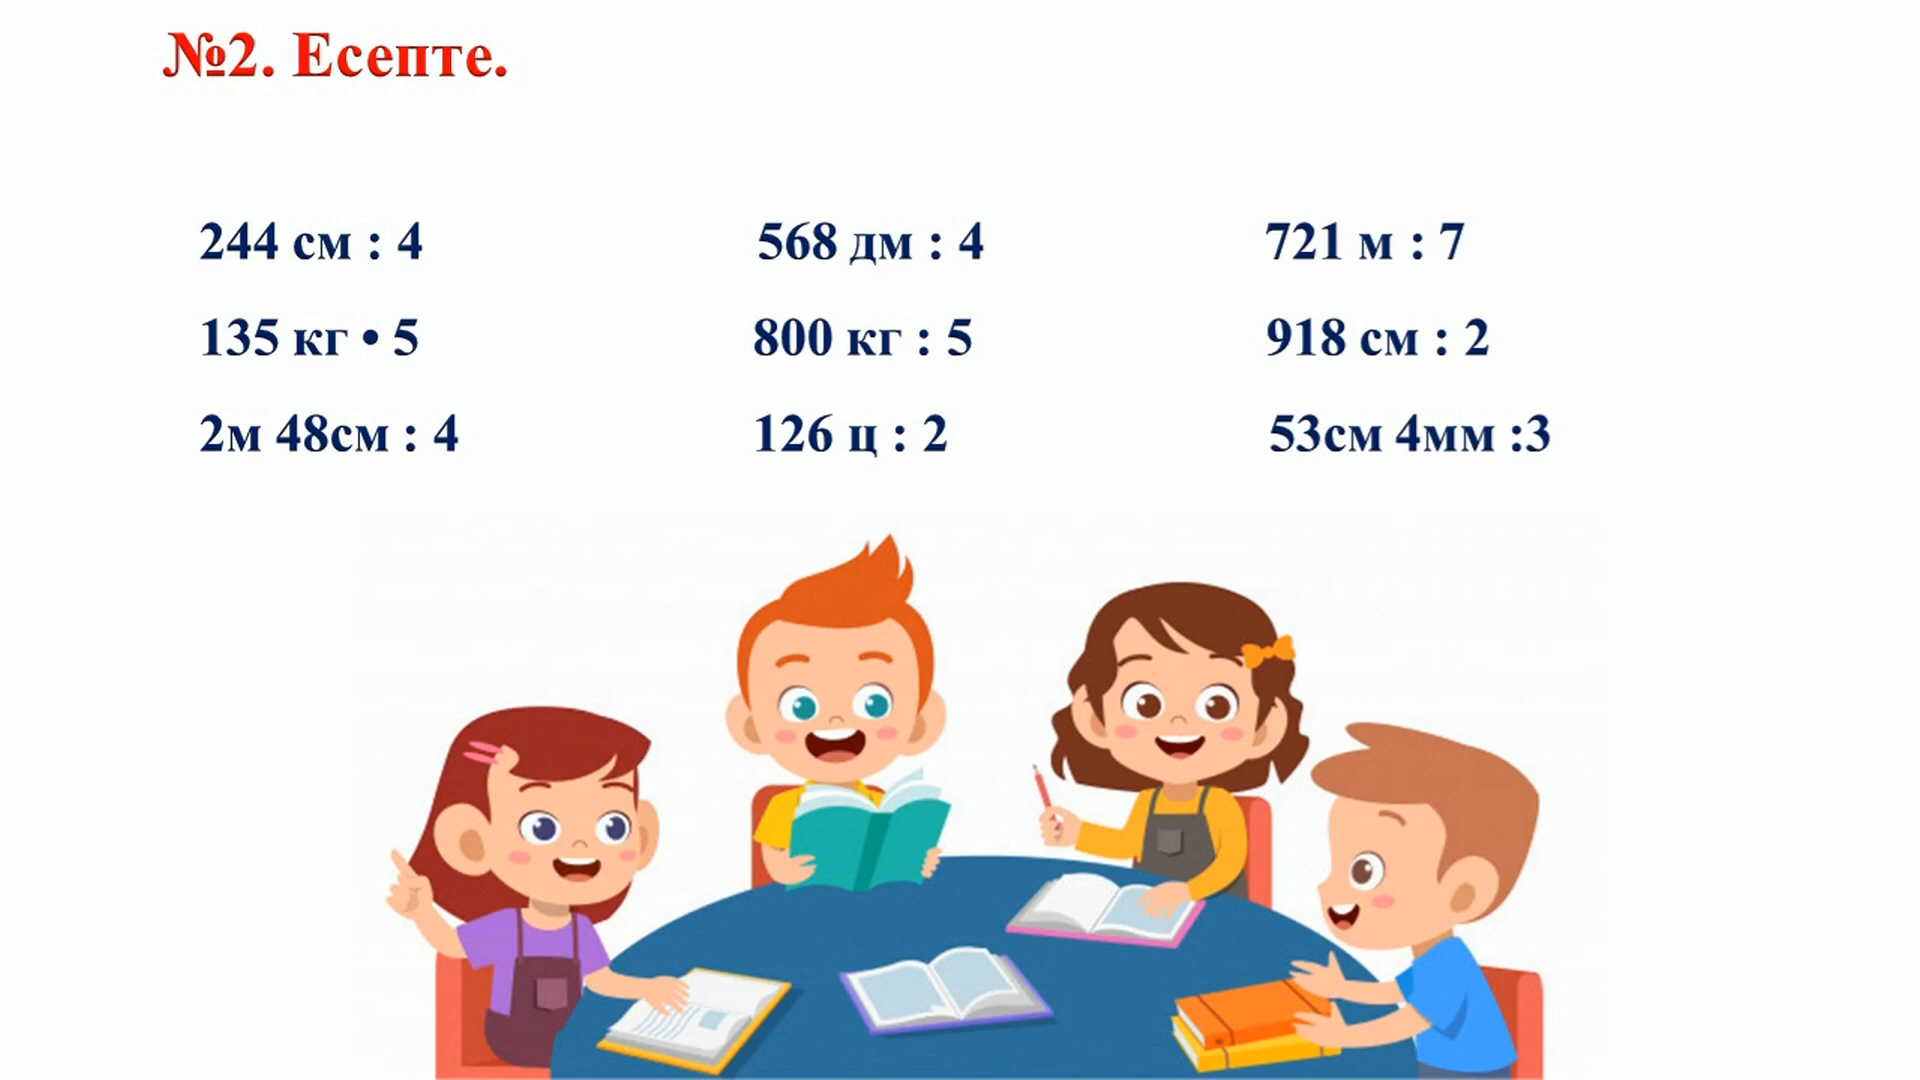 №2. Есепте.
244 см : 4 568 дм : 4 721 м : 7
135 кг • 5 800 кг : 5 918 см : 2
2м 48см : 4 126 ц : 2 53см 4мм :3